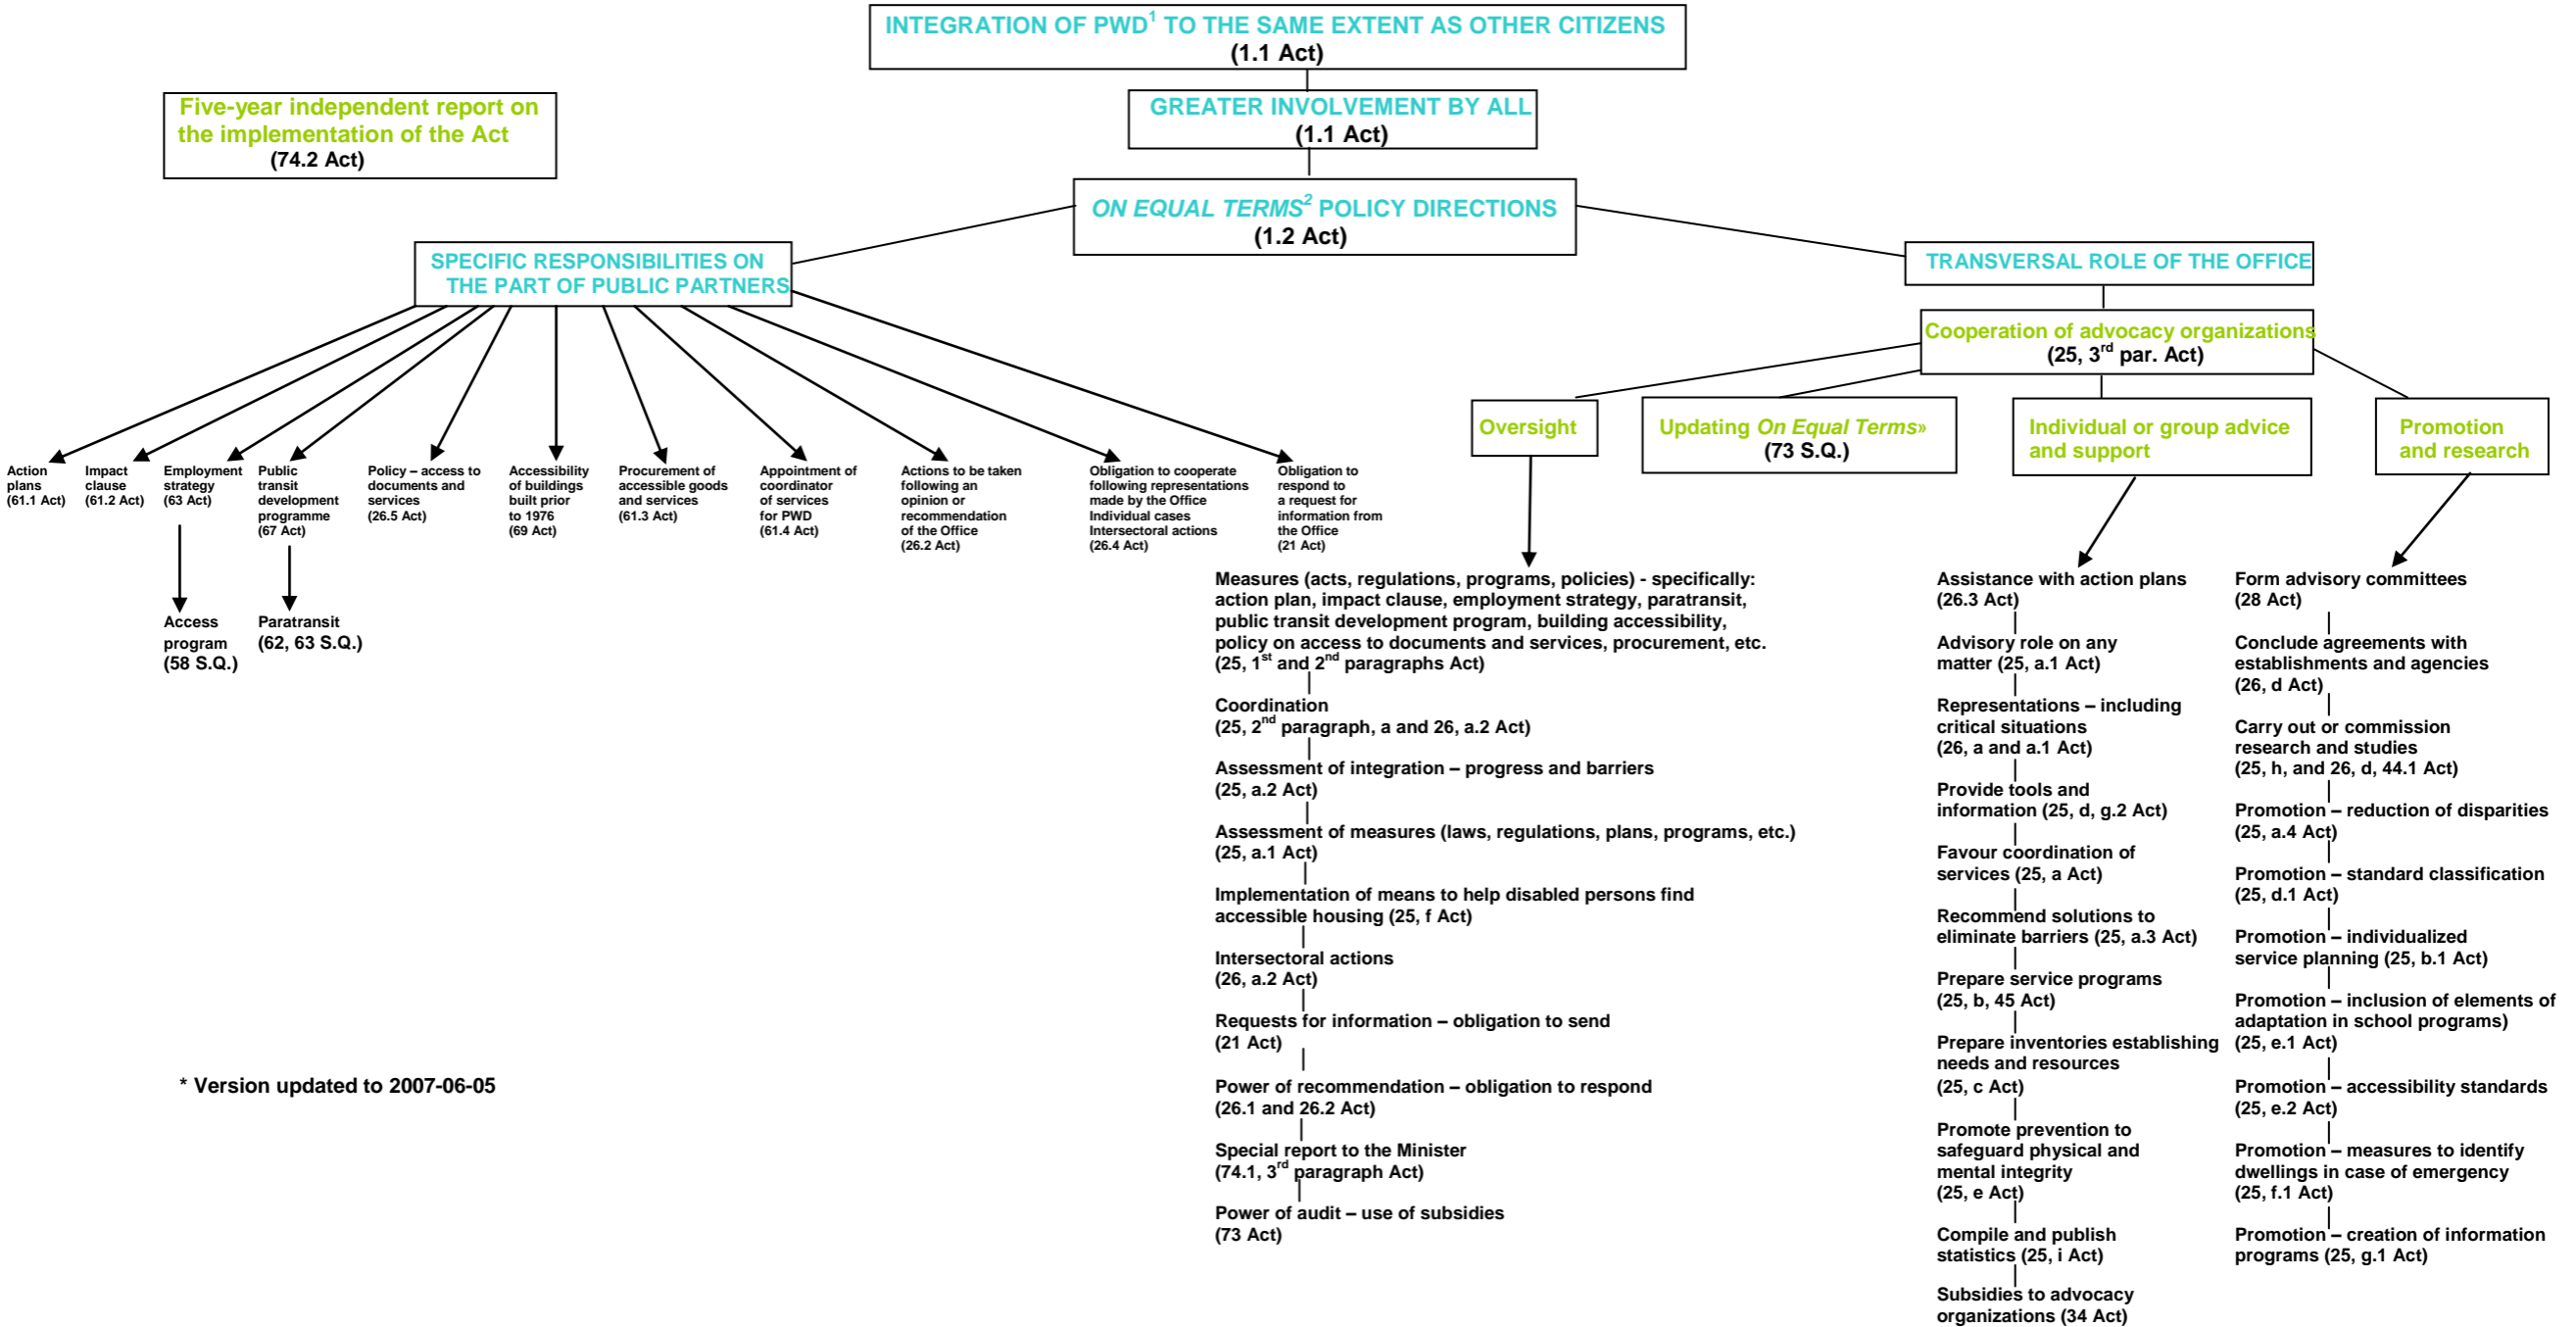 INTEGRATION OF PWD1 TO THE SAME EXTENT AS OTHER CITIZENS
(1.1 Act)
Five-year independent report on
the implementation of the Act
(74.2 Act)
GREATER INVOLVEMENT BY ALL
(1.1 Act)
ON EQUAL TERMS2 POLICY DIRECTIONS
(1.2 Act)
SPECIFIC RESPONSIBILITIES ON
THE PART OF PUBLIC PARTNERS
TRANSVERSAL ROLE OF THE OFFICE
Cooperation of advocacy organizations
(25, 3rd par. Act)
Oversight
Updating On Equal Terms»
(73 S.Q.)
Individual or group advice
and support
Promotion
and research
Action
plans
(61.1 Act)
Impact
clause
(61.2 Act)
Employment
strategy
(63 Act)
Public
transit
development
programme
(67 Act)
Policy – access to
documents and
services
(26.5 Act)
Accessibility
of buildings
built prior
to 1976
(69 Act)
Procurement of
accessible goods
and services
(61.3 Act)
Appointment of
coordinator
of services
for PWD
(61.4 Act)
Actions to be taken
following an
opinion or
recommendation
of the Office
(26.2 Act)
Obligation to cooperate
following representations
made by the Office
Individual cases
Intersectoral actions
(26.4 Act)
Obligation to
respond to
a request for
information from
the Office
(21 Act)
Access
program
(58 S.Q.)
Paratransit
(62, 63 S.Q.)
Measures (acts, regulations, programs, policies) - specifically:
action plan, impact clause, employment strategy, paratransit,
public transit development program, building accessibility,
policy on access to documents and services, procurement, etc.
(25, 1st and 2nd paragraphs Act)
Coordination
(25, 2nd paragraph, a and 26, a.2 Act)
Assessment of integration – progress and barriers
(25, a.2 Act)
Assessment of measures (laws, regulations, plans, programs, etc.)
(25, a.1 Act)
Implementation of means to help disabled persons find
accessible housing (25, f Act)
Intersectoral actions
(26, a.2 Act)
Requests for information – obligation to send
(21 Act)
Power of recommendation – obligation to respond
(26.1 and 26.2 Act)
Special report to the Minister
(74.1, 3rd paragraph Act)
Power of audit – use of subsidies
(73 Act)
Assistance with action plans
(26.3 Act)
Advisory role on any
matter (25, a.1 Act)
Representations – including
critical situations
(26, a and a.1 Act)
Provide tools and
information (25, d, g.2 Act)
Favour coordination of
services (25, a Act)
Recommend solutions to
eliminate barriers (25, a.3 Act)
Prepare service programs
(25, b, 45 Act)
Prepare inventories establishing
needs and resources
(25, c Act)
Promote prevention to
safeguard physical and
mental integrity
(25, e Act)
Compile and publish
statistics (25, i Act)
Subsidies to advocacy
organizations (34 Act)
Form advisory committees
(28 Act)
Conclude agreements with
establishments and agencies
(26, d Act)
Carry out or commission
research and studies
(25, h, and 26, d, 44.1 Act)
Promotion – reduction of disparities
(25, a.4 Act)
Promotion – standard classification
(25, d.1 Act)
Promotion – individualized
service planning (25, b.1 Act)
Promotion – inclusion of elements of
adaptation in school programs)
(25, e.1 Act)
Promotion – accessibility standards
(25, e.2 Act)
Promotion – measures to identify
dwellings in case of emergency
(25, f.1 Act)
Promotion – creation of information
programs (25, g.1 Act)
* Version updated to 2007-06-05